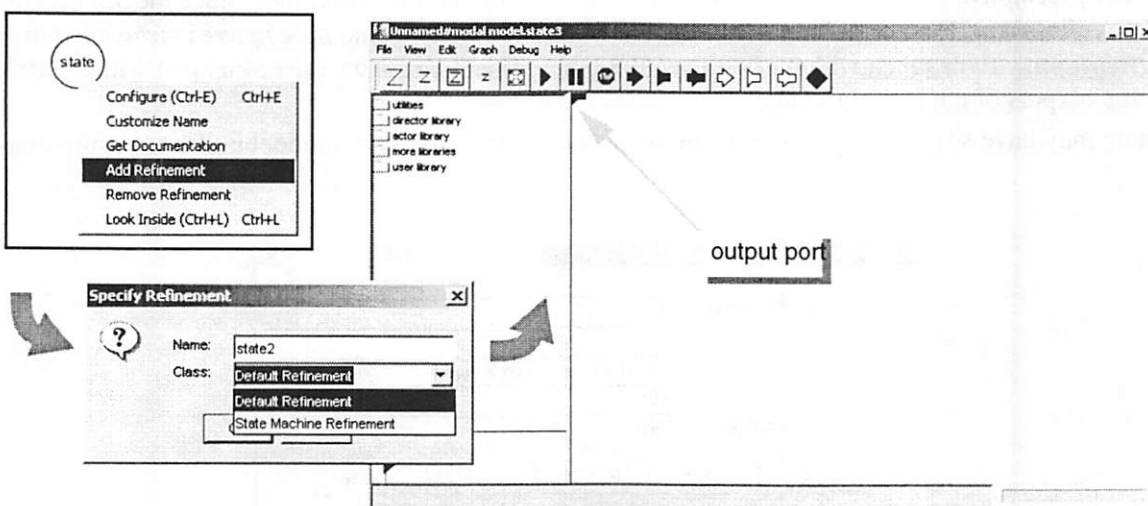 state
Configure (Ctrl-E) Ctrl+E
Customize Name
Get Documentation
Add Refinement
Remove Refinement
Look Inside (Ctrl+L) Ctrl+L
Unnamed#modal model.state3
File View Edit Graph Debug Help
utilities
director library
actor library
more libraries
user library
output port
Specify Refinement
Name: state2
Class: Default Refinement
Default Refinement
State Machine Refinement